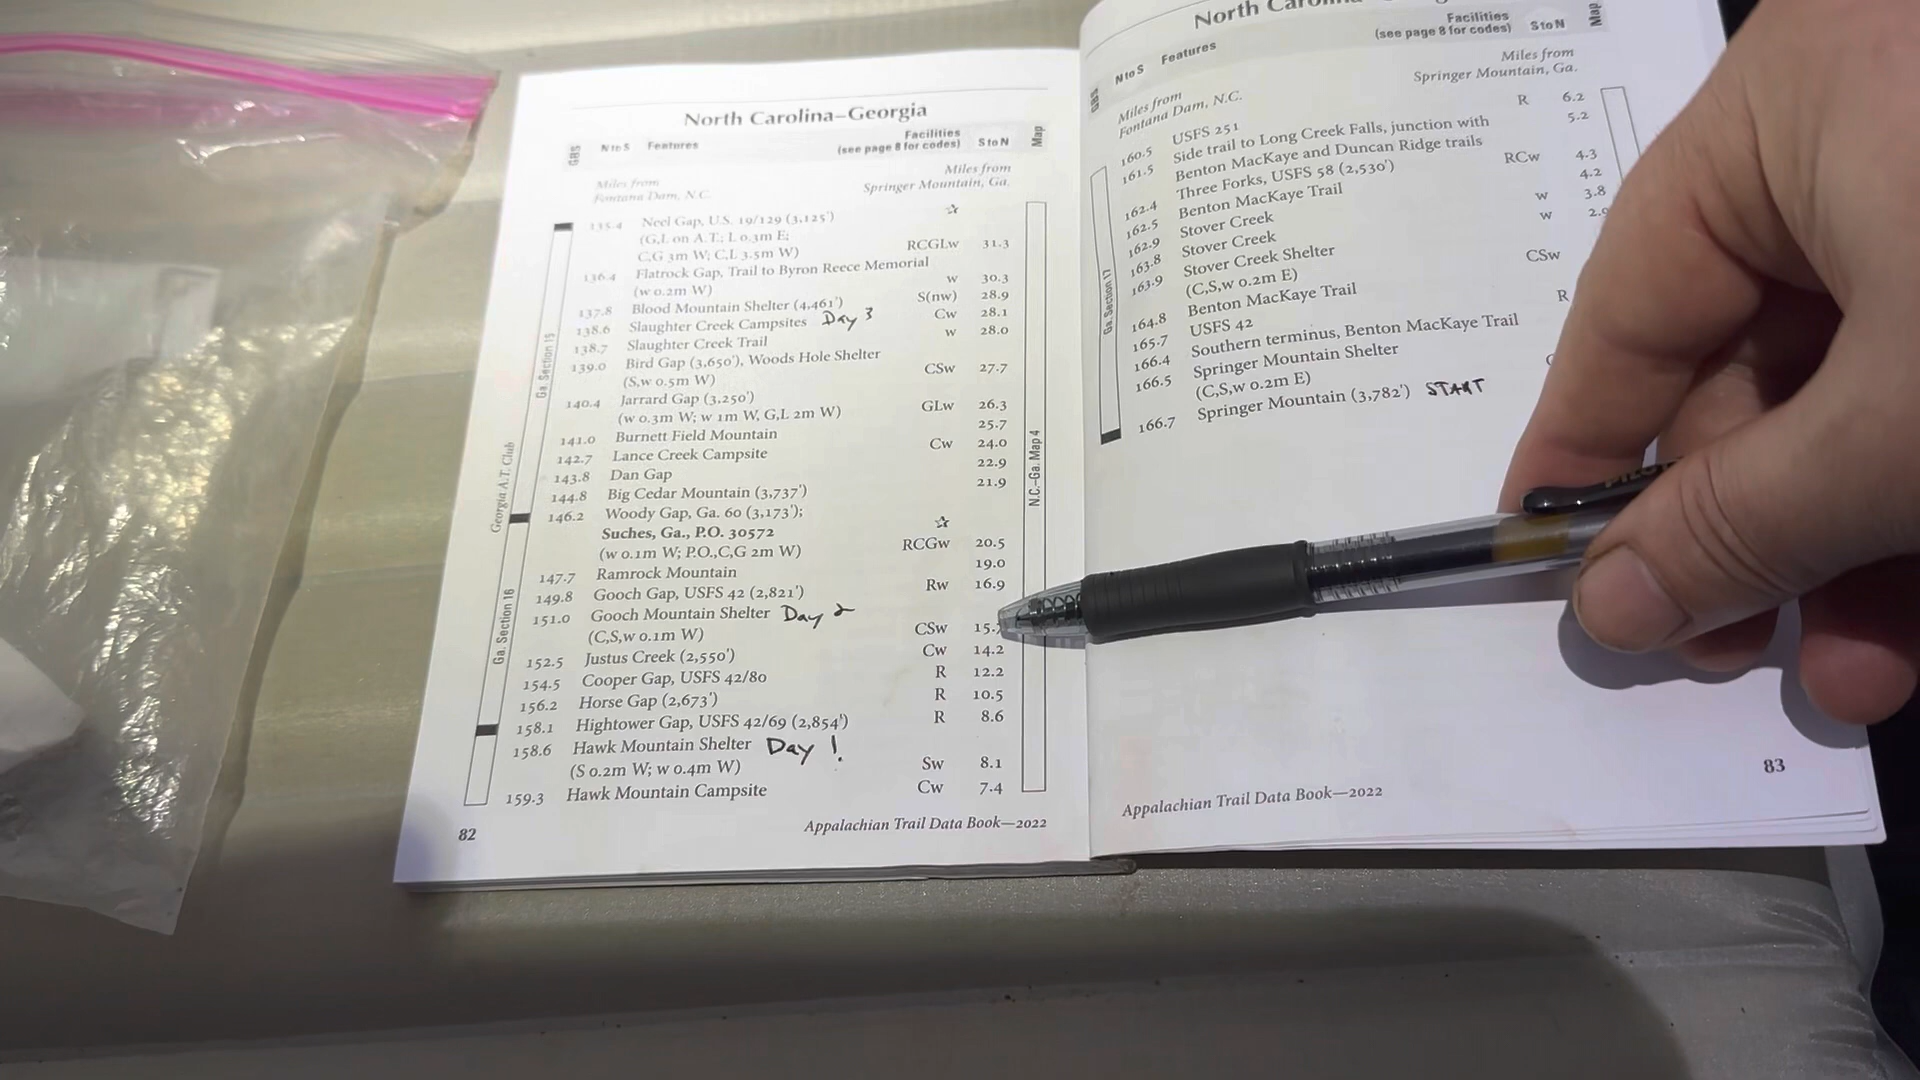 North Carolina–Georgia
GBS N to S Features Facilities (see page 8 for codes) S to N Map
Miles from Fontana Dam, N.C. Miles from Springer Mountain, Ga.
135.4 Neel Gap, U.S. 19/129 (3,125') ☆
(G,L on A.T.; L 0.3m E;
C,G 3m W; C,L 3.5m W) RCGLw 31.3
136.4 Flatrock Gap, Trail to Byron Reece Memorial
(w 0.2m W) w 30.3
137.8 Blood Mountain Shelter (4,461') S(nw) 28.9
138.6 Slaughter Creek Campsites Day 3 Cw 28.1
138.7 Slaughter Creek Trail w 28.0
139.0 Bird Gap (3,650'), Woods Hole Shelter
(S,w 0.5m W) CSw 27.7
140.4 Jarrard Gap (3,250')
(w 0.3m W; w 1m W, G,L 2m W) GLw 26.3
141.0 Burnett Field Mountain 25.7
142.7 Lance Creek Campsite Cw 24.0
143.8 Dan Gap 22.9
144.8 Big Cedar Mountain (3,737') 21.9
146.2 Woody Gap, Ga. 60 (3,173');
Suches, Ga., P.O. 30572 ☆
(w 0.1m W; P.O.,C,G 2m W) RCGw 20.5
147.7 Ramrock Mountain 19.0
149.8 Gooch Gap, USFS 42 (2,821') Rw 16.9
151.0 Gooch Mountain Shelter Day 2
(C,S,w 0.1m W) CSw 15.7
152.5 Justus Creek (2,550') Cw 14.2
154.5 Cooper Gap, USFS 42/80 R 12.2
156.2 Horse Gap (2,673') R 10.5
158.1 Hightower Gap, USFS 42/69 (2,854') R 8.6
158.6 Hawk Mountain Shelter Day 1.
(S 0.2m W; w 0.4m W) Sw 8.1
159.3 Hawk Mountain Campsite Cw 7.4
Ga. Section 15
Georgia A.T. Club
Ga. Section 16
N.C.–Ga. Map 4
82 Appalachian Trail Data Book—2022
North
GBS N to S Features Facilities (see page 8 for codes) S to N Map
Miles from Fontana Dam, N.C. Miles from Springer Mountain, Ga.
160.5 USFS 251 R 6.2
161.5 Side trail to Long Creek Falls, junction with
Benton MacKaye and Duncan Ridge trails 5.2
162.4 Three Forks, USFS 58 (2,530') RCw 4.3
162.5 Benton MacKaye Trail 4.2
162.9 Stover Creek w 3.8
163.8 Stover Creek w 2.9
163.9 Stover Creek Shelter
(C,S,w 0.2m E) CSw
164.8 Benton MacKaye Trail
165.7 USFS 42 R
166.4 Southern terminus, Benton MacKaye Trail
166.5 Springer Mountain Shelter
(C,S,w 0.2m E)
166.7 Springer Mountain (3,782') START
Ga. Section 17
Appalachian Trail Data Book—2022 83